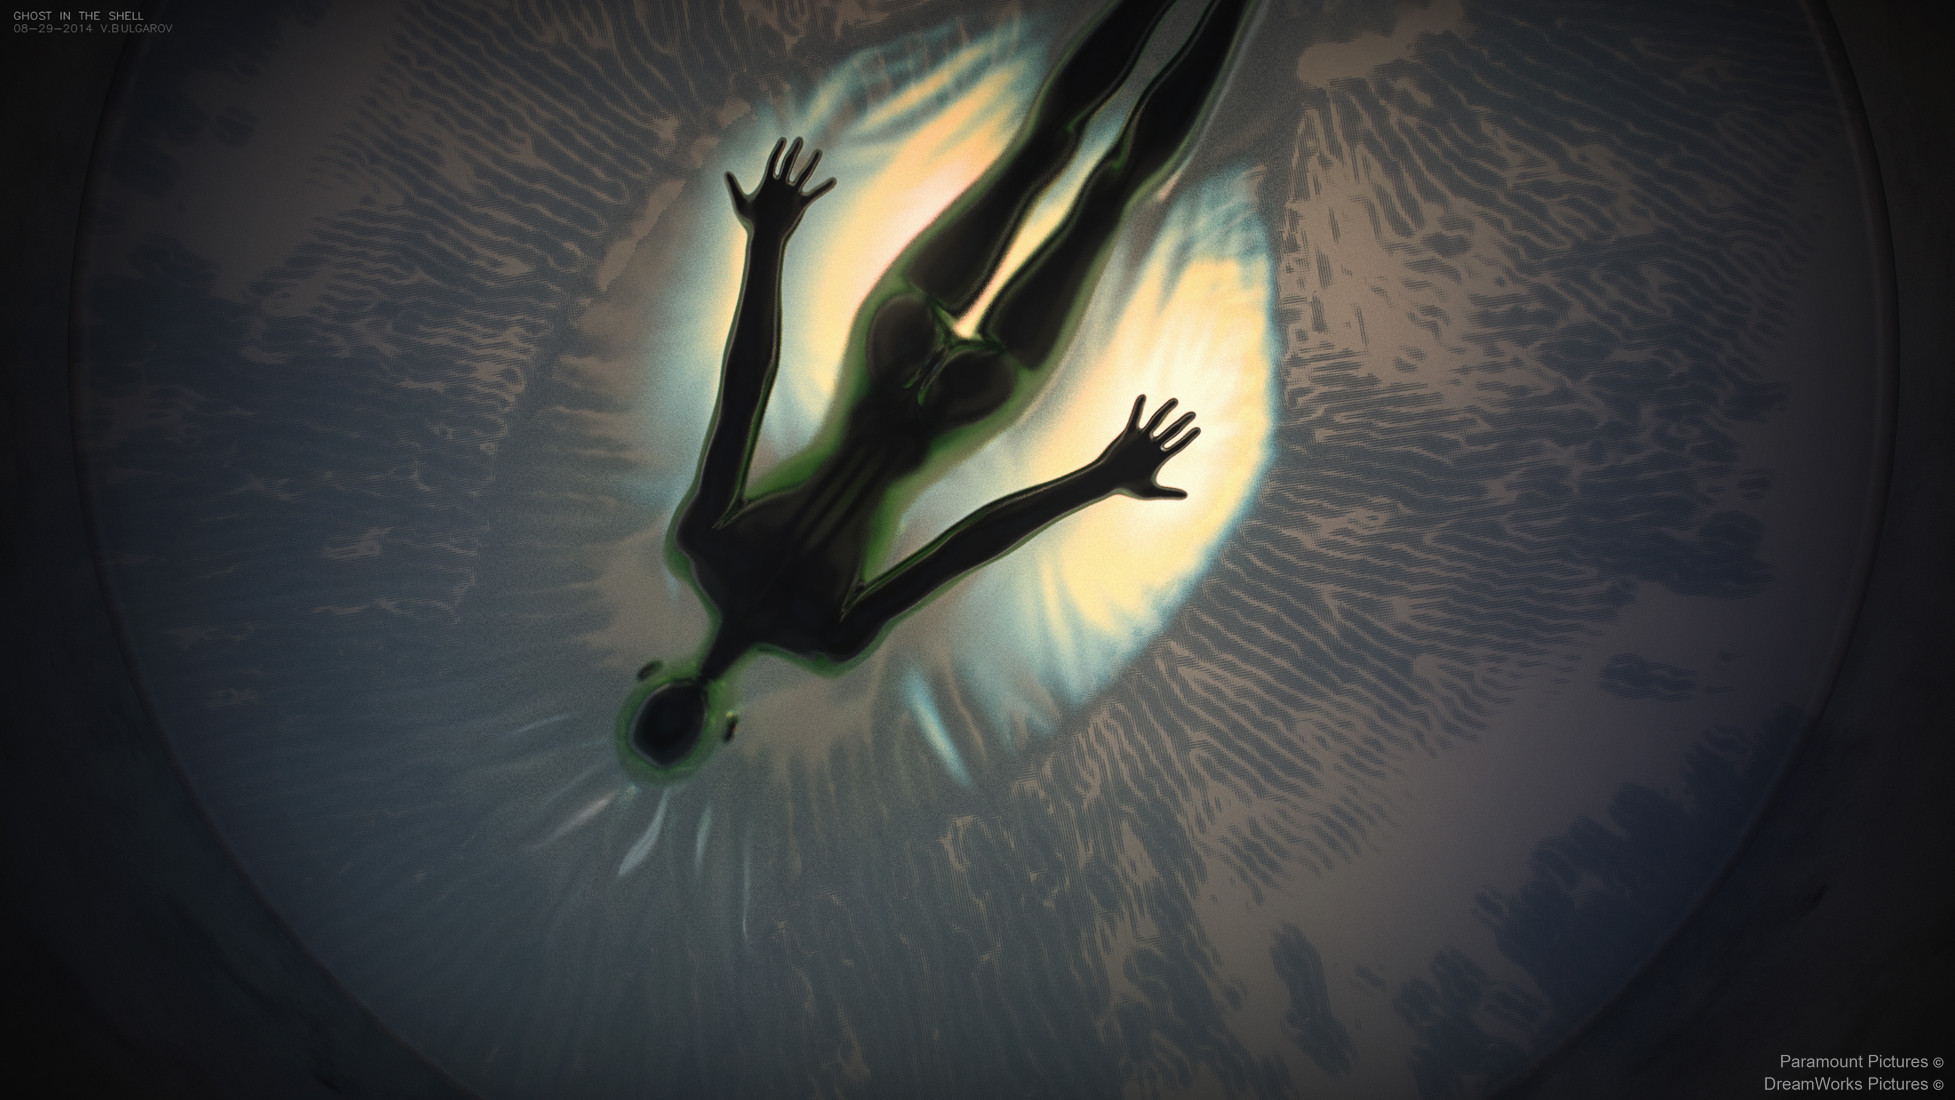 GHOST IN THE SHELL
08-29-2014 V.BULGAROV
Paramount Pictures ©
DreamWorks Pictures ©